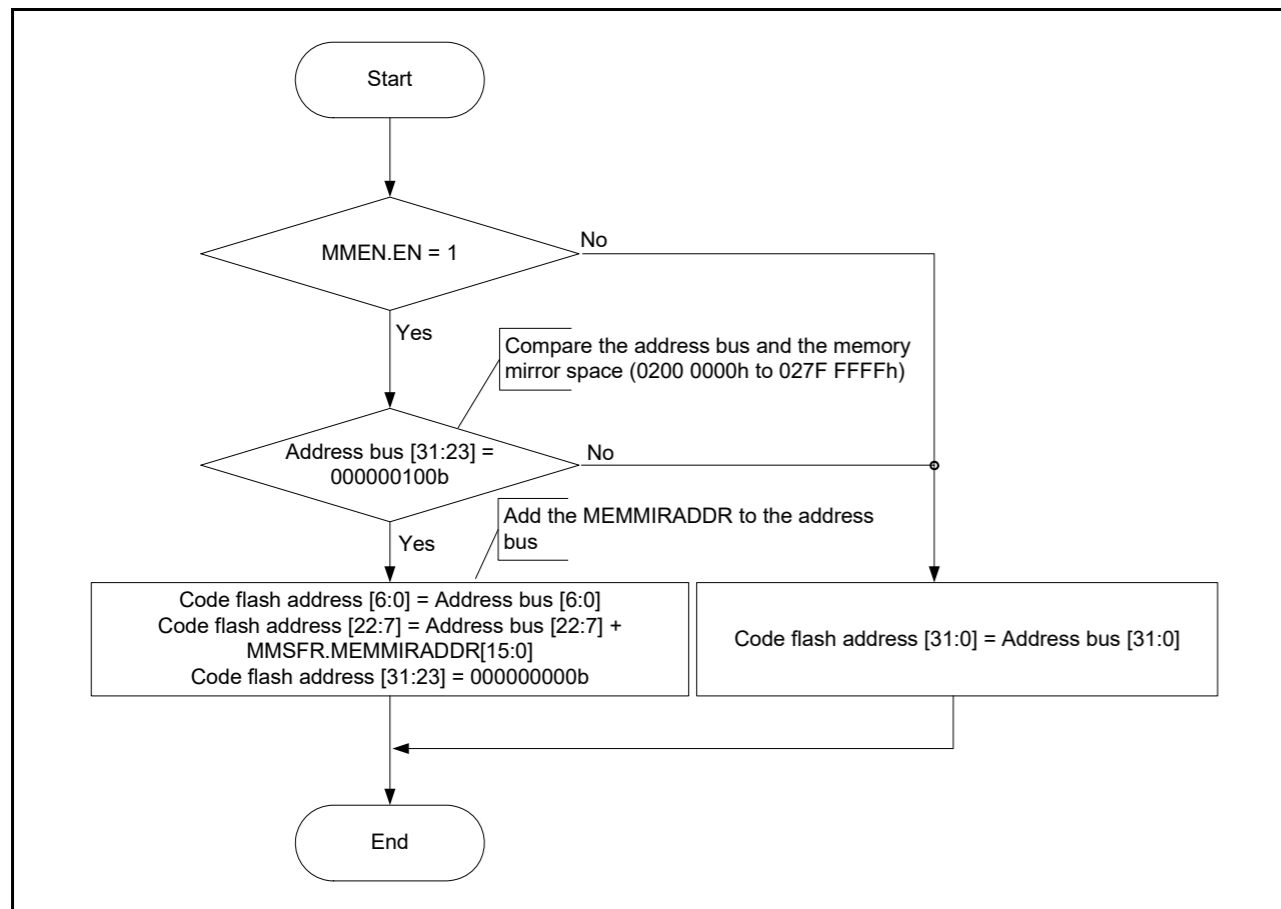 Start
MMEN.EN = 1
No
Yes
Compare the address bus and the memory
mirror space (0200 0000h to 027F FFFFh)
Address bus [31:23] =
000000100b
No
Yes
Add the MEMMIRADDR to the address
bus
Code flash address [6:0] = Address bus [6:0]
Code flash address [22:7] = Address bus [22:7] +
MMSFR.MEMMIRADDR[15:0]
Code flash address [31:23] = 000000000b
Code flash address [31:0] = Address bus [31:0]
End